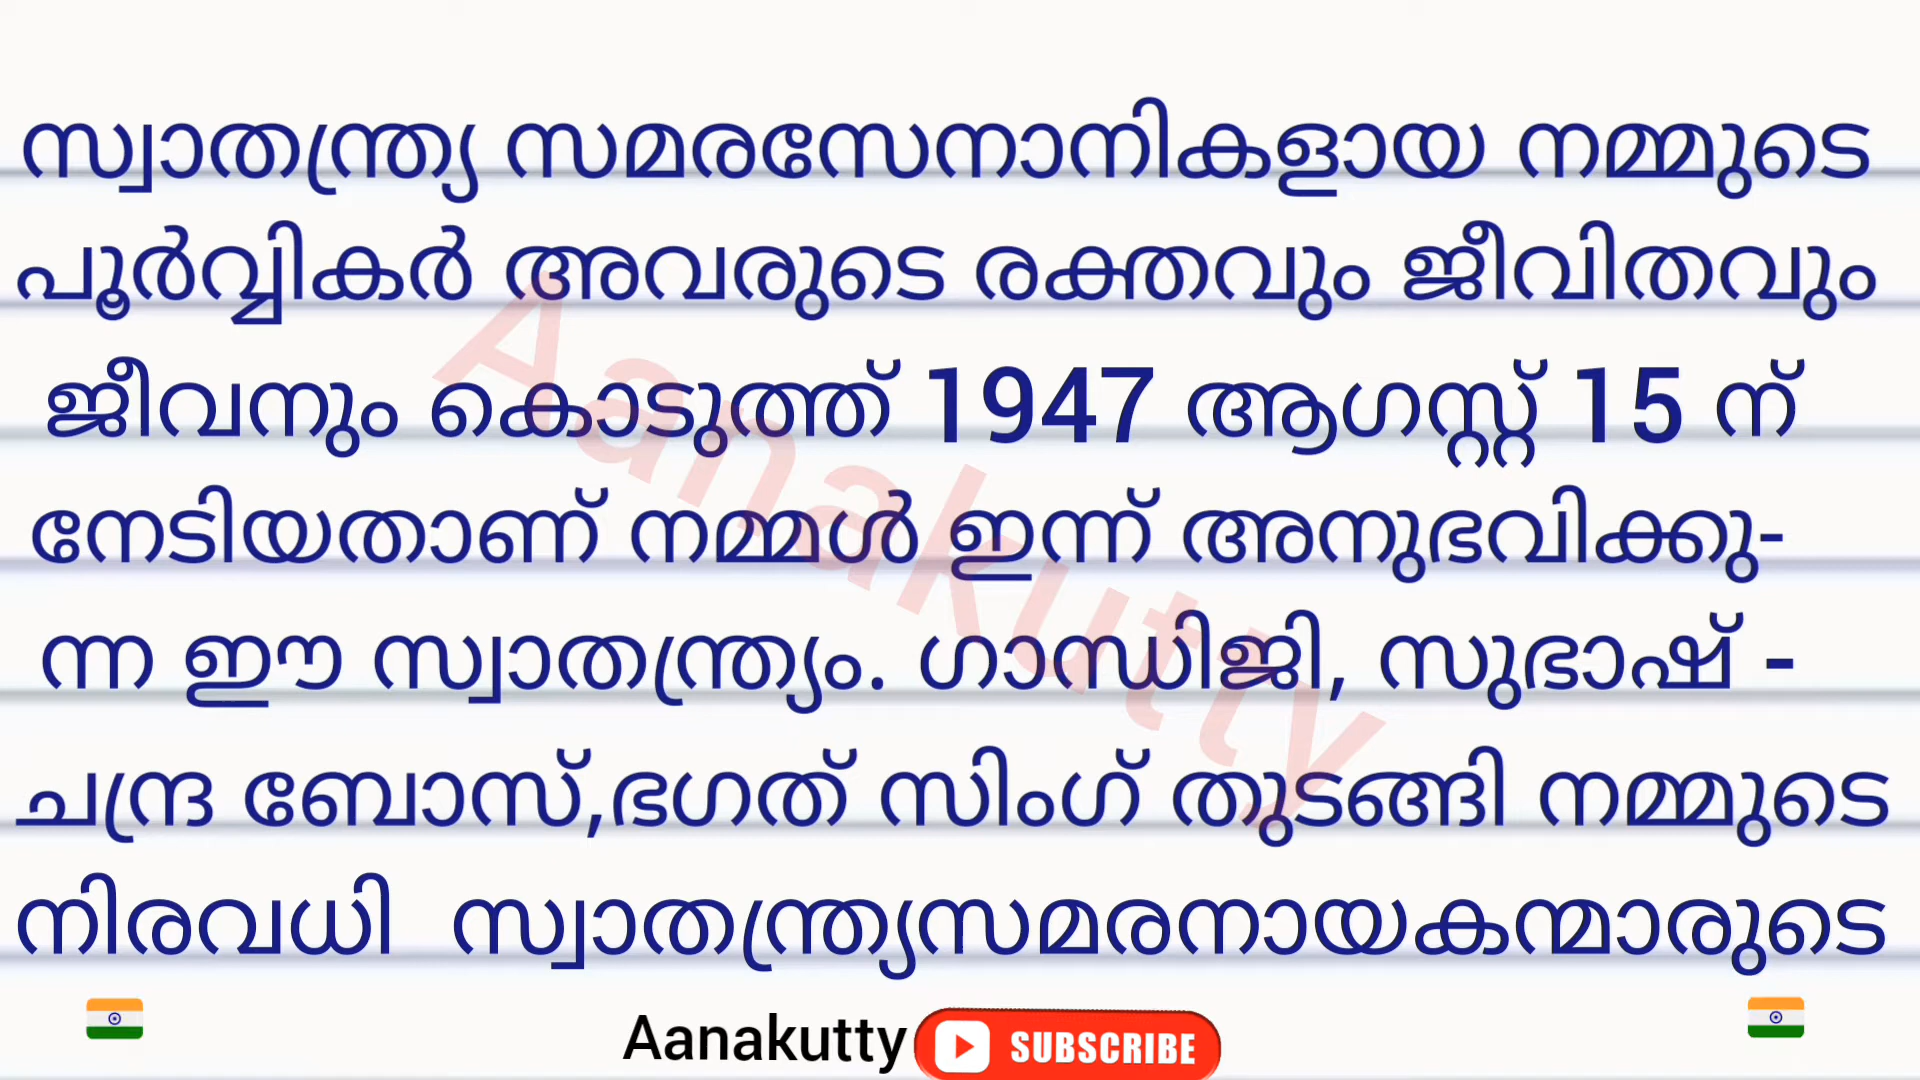 സ്വാതന്ത്ര്യ സമരസേനാനികളായ നമ്മുടെ
പൂർവ്വികർ അവരുടെ രക്തവും ജീവിതവും
ജീവനും കൊടുത്ത് 1947 ആഗസ്റ്റ് 15 ന്
നേടിയതാണ് നമ്മൾ ഇന്ന് അനുഭവിക്കു-
ന്ന ഈ സ്വാതന്ത്ര്യം. ഗാന്ധിജി, സുഭാഷ് -
ചന്ദ്ര ബോസ്,ഭഗത് സിംഗ് തുടങ്ങി നമ്മുടെ
നിരവധി സ്വാതന്ത്ര്യസമരനായകന്മാരുടെ
Aanakutty
Aanakutty SUBSCRIBE